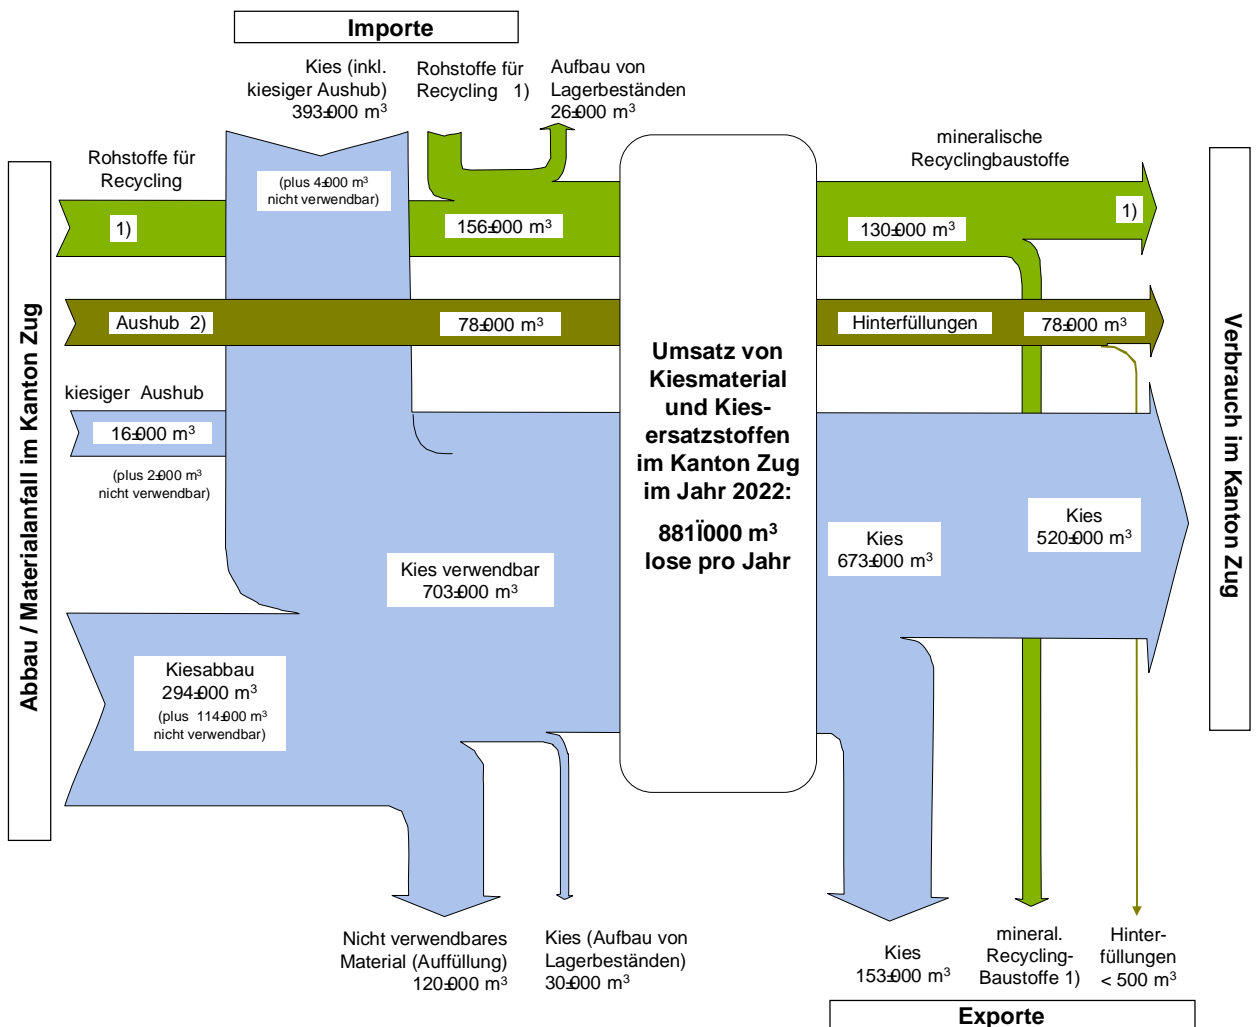 Importe
Kies (inkl.
kiesiger Aushub)
393±000 m³
Rohstoffe für
Recycling 1)
Aufbau von
Lagerbeständen
26±000 m³
mineralische
Recyclingbaustoffe
Rohstoffe für
Recycling
(plus 4±000 m³
nicht verwendbar)
1)
156±000 m³
130±000 m³
1)
Aushub 2)
78±000 m³
Hinterfüllungen
78±000 m³
kiesiger Aushub
16±000 m³
(plus 2±000 m³
nicht verwendbar)
Abbau / Materialanfall im Kanton Zug
Umsatz von
Kiesmaterial
und Kies-
ersatzstoffen
im Kanton Zug
im Jahr 2022:
881Ï000 m³
lose pro Jahr
Verbrauch im Kanton Zug
Kies
520±000 m³
Kies
673±000 m³
Kies verwendbar
703±000 m³
Kiesabbau
294±000 m³
(plus 114±000 m³
nicht verwendbar)
Nicht verwendbares
Material (Auffüllung)
120±000 m³
Kies (Aufbau von
Lagerbeständen)
30±000 m³
Kies
153±000 m³
mineral.
Recycling-
Baustoffe 1)
Hinter-
füllungen
< 500 m³
Exporte